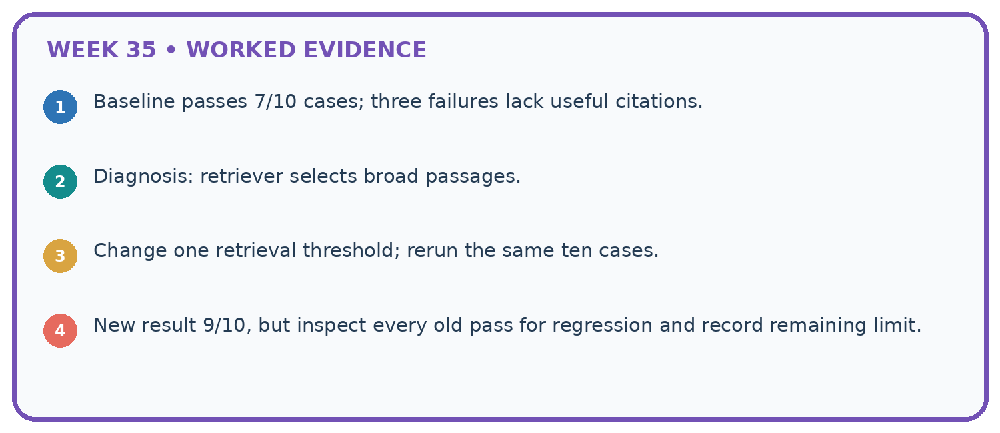 WEEK 35 • WORKED EVIDENCE
1 Baseline passes 7/10 cases; three failures lack useful citations.
2 Diagnosis: retriever selects broad passages.
3 Change one retrieval threshold; rerun the same ten cases.
4 New result 9/10, but inspect every old pass for regression and record remaining limit.